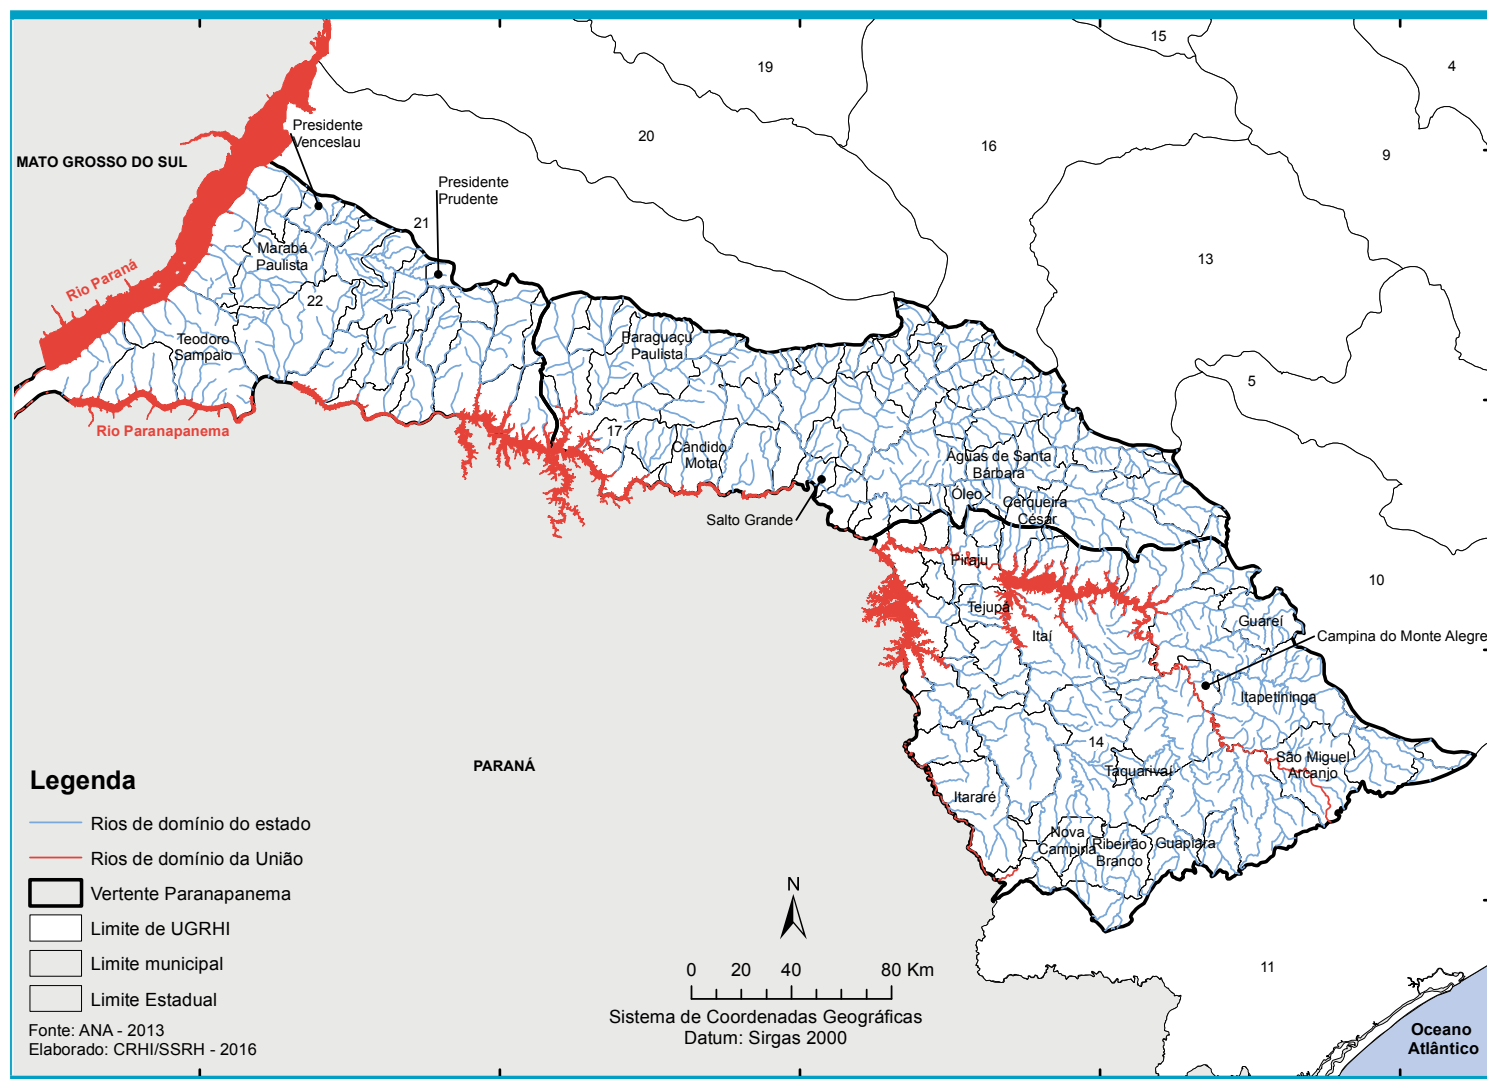 15
19
4
Presidente
Venceslau
20
16
9
MATO GROSSO DO SUL
Presidente
Prudente
21
Marabá
Paulista
13
Rio Paraná
22
Teodoro
Sampaio
Paraguaçu
Paulista
5
Rio Paranapanema
17
Cândido
Mota
Águas de Santa
Bárbara
Óleo
Cerqueira
César
Salto Grande
Piraju
10
Tejupá
Itaí
Guareí
Campina do Monte Alegre
Itapetininga
14
PARANÁ
São Miguel
Arcanjo
Taquarivaí
Itararé
Nova
Campina
Ribeirão
Branco
Guapiara
Legenda
Rios de domínio do estado
Rios de domínio da União
Vertente Paranapanema
Limite de UGRHI
Limite municipal
Limite Estadual
Fonte: ANA - 2013
Elaborado: CRHI/SSRH - 2016
N
0 20 40 80 Km
Sistema de Coordenadas Geográficas
Datum: Sirgas 2000
11
Oceano
Atlântico